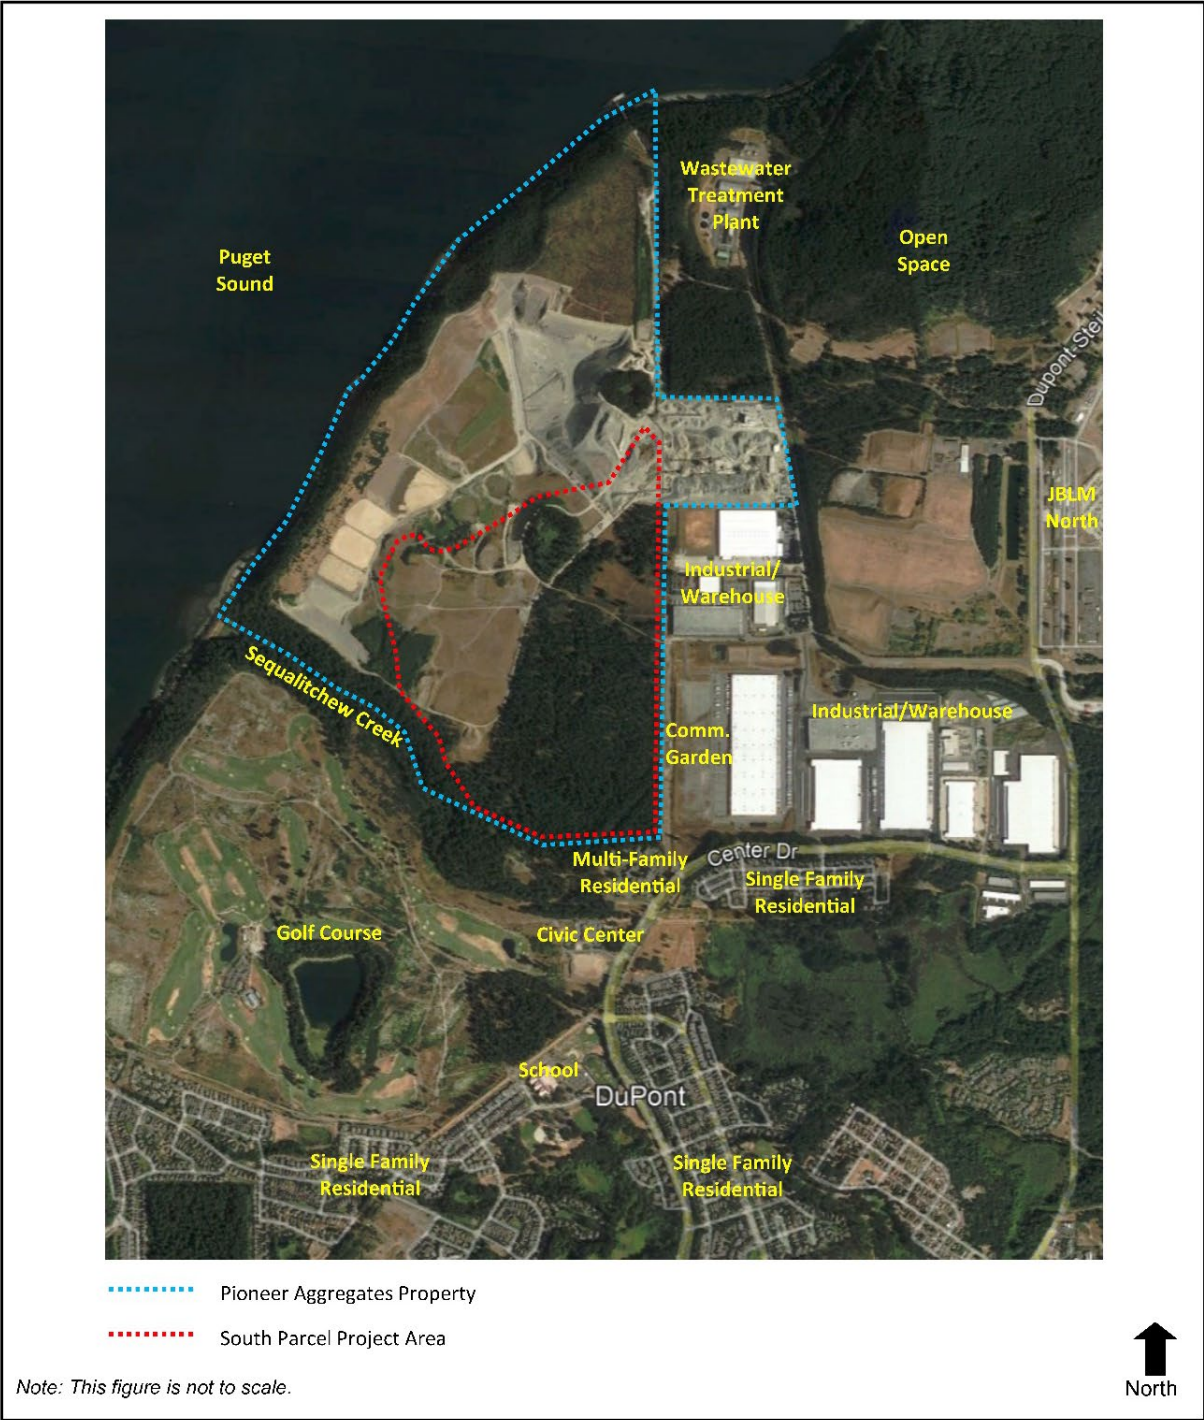 Wastewater
Treatment
Plant
Open
Space
Puget
Sound
JBLM
North
Industrial/
Warehouse
Sequalitchew Creek
Industrial/Warehouse
Comm.
Garden
Center Dr
Multi-Family
Residential
Single Family
Residential
Golf Course
Civic Center
School
DuPont
Single Family
Residential
Single Family
Residential
Pioneer Aggregates Property
South Parcel Project Area
Note: This figure is not to scale.
North